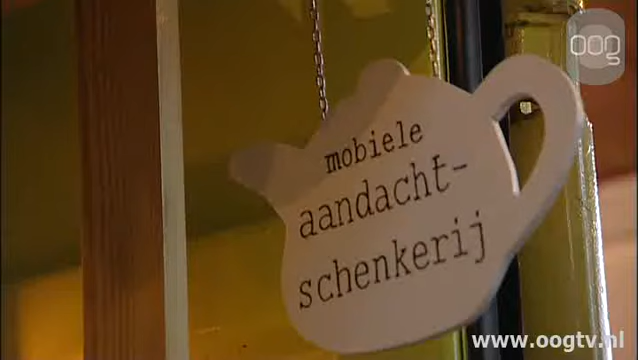 oog
mobiele
aandacht-
schenkerij
www.oogtv.nl